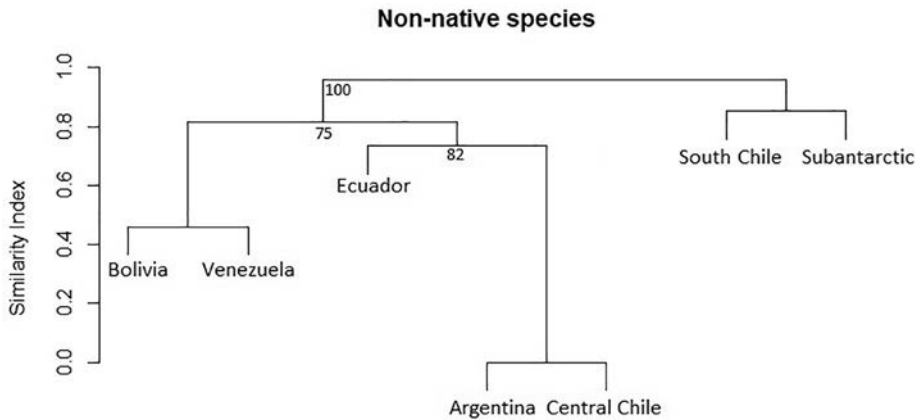 Non-native species
Similarity Index
1.0
0.8
0.6
0.4
0.2
0.0
100
75
82
Ecuador
South Chile
Subantarctic
Bolivia
Venezuela
Argentina
Central Chile